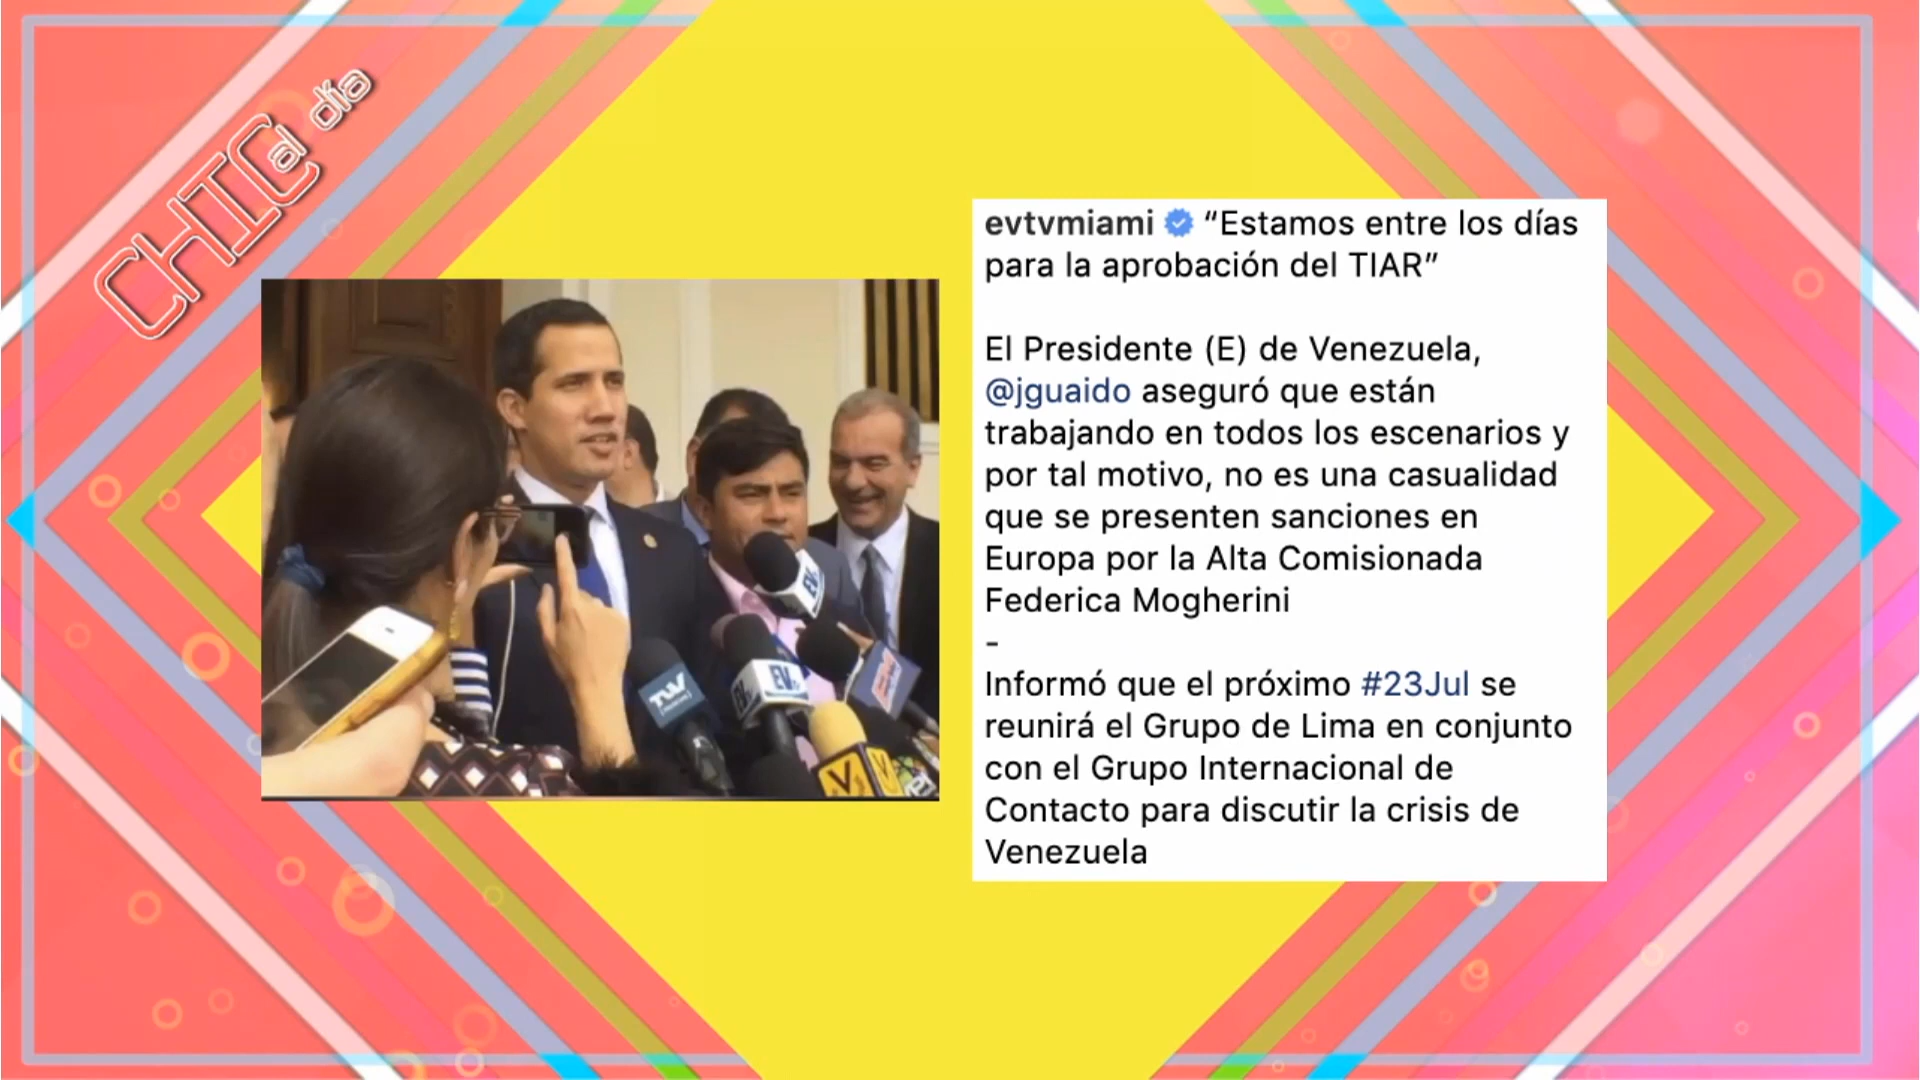 CHIC al día
evtvmiami “Estamos entre los días
para la aprobación del TIAR”
El Presidente (E) de Venezuela,
@jguaido aseguró que están
trabajando en todos los escenarios y
por tal motivo, no es una casualidad
que se presenten sanciones en
Europa por la Alta Comisionada
Federica Mogherini
-
Informó que el próximo #23Jul se
reunirá el Grupo de Lima en conjunto
con el Grupo Internacional de
Contacto para discutir la crisis de
Venezuela
EV
TVV
EV
V
V